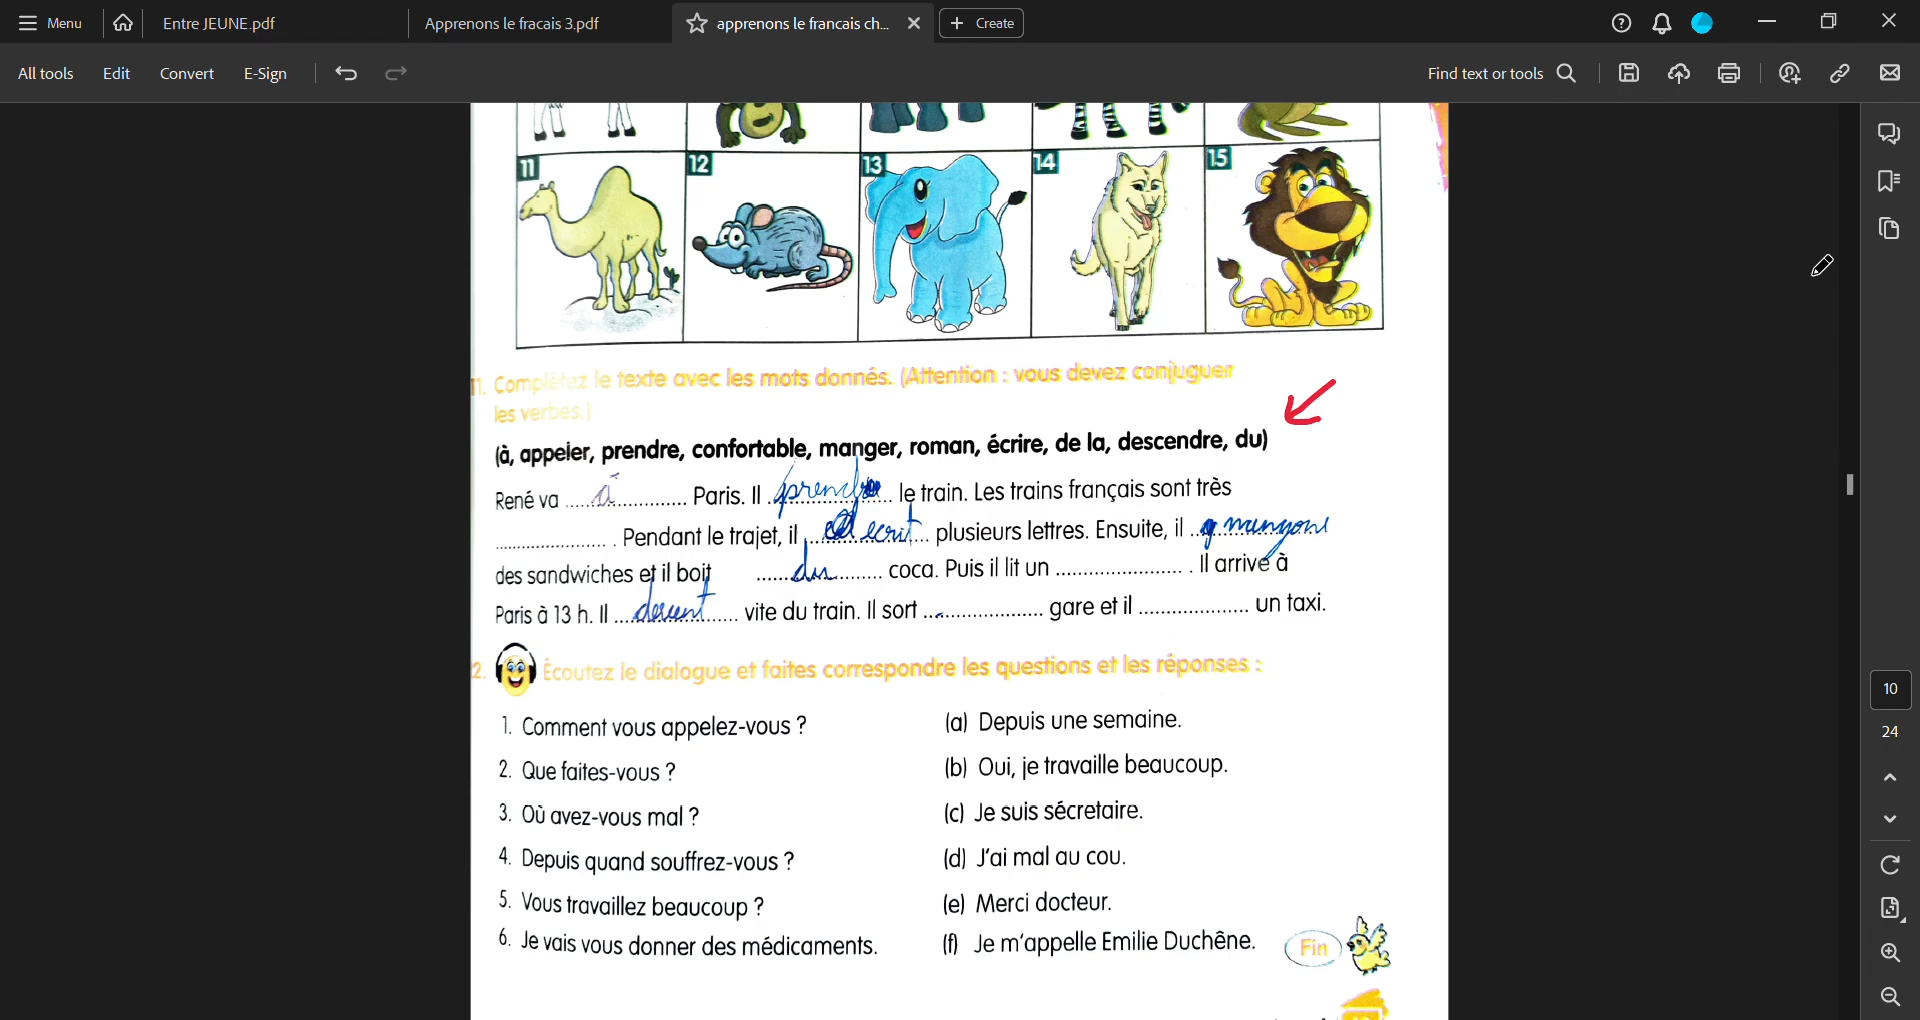 Menu Entre JEUNE.pdf Apprenons le fracais 3.pdf apprenons le francais ch... + Create
All tools Edit Convert E-Sign Find text or tools
11 12 13 14 15
11. Complétez le texte avec les mots donnés. (Attention : vous devez conjuguer
les verbes.)
(à, appeler, prendre, confortable, manger, roman, écrire, de la, descendre, du)
René va à Paris. Il le train. Les trains français sont très
. Pendant le trajet, il ecrit plusieurs lettres. Ensuite, il
des sandwiches et il boit du coca. Puis il lit un . Il arrive à
Paris à 13 h. Il vite du train. Il sort gare et il un taxi.
2. Écoutez le dialogue et faites correspondre les questions et les réponses :
1. Comment vous appelez-vous ? (a) Depuis une semaine.
2. Que faites-vous ? (b) Oui, je travaille beaucoup.
3. Où avez-vous mal ? (c) Je suis sécretaire.
4. Depuis quand souffrez-vous ? (d) J'ai mal au cou.
5. Vous travaillez beaucoup ? (e) Merci docteur.
6. Je vais vous donner des médicaments. (f) Je m'appelle Emilie Duchêne. Fin
10
24